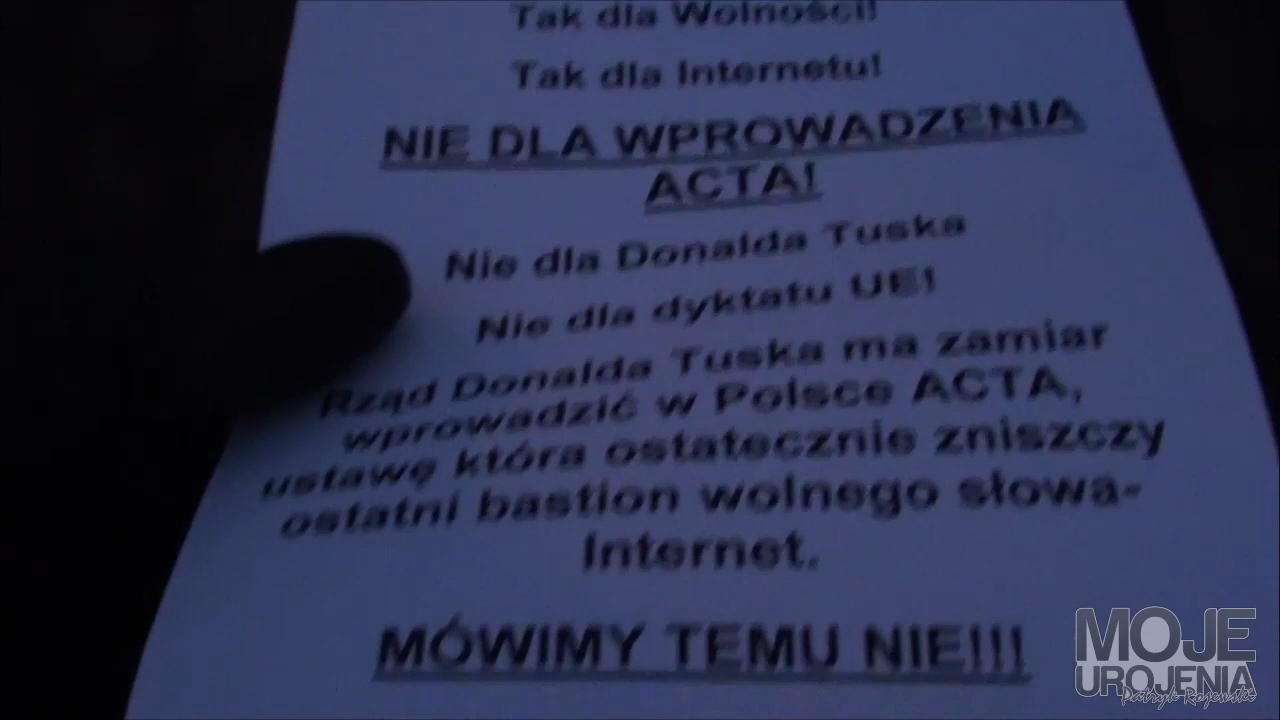 Tak dla Wolności!
Tak dla Internetu!
NIE DLA WPROWADZENIA
ACTA!
Nie dla Donalda Tuska
Nie dla dyktatu UE!
Rząd Donalda Tuska ma zamiar
wprowadzić w Polsce ACTA,
ustawę która ostatecznie zniszczy
ostatni bastion wolnego słowa-
Internet.
MÓWIMY TEMU NIE!!!
MOJE
UROJENIA
Patryk Rojewski